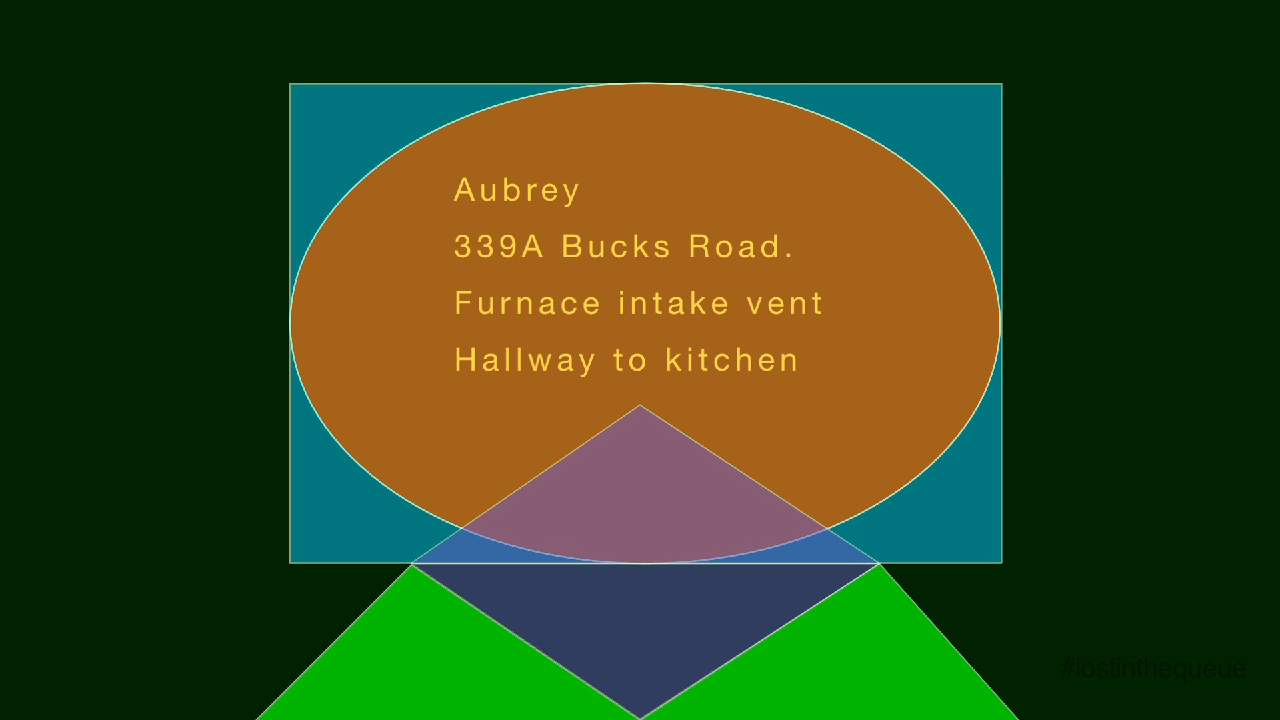 Aubrey
339A Bucks Road.
Furnace intake vent
Hallway to kitchen
//lostinthequeue